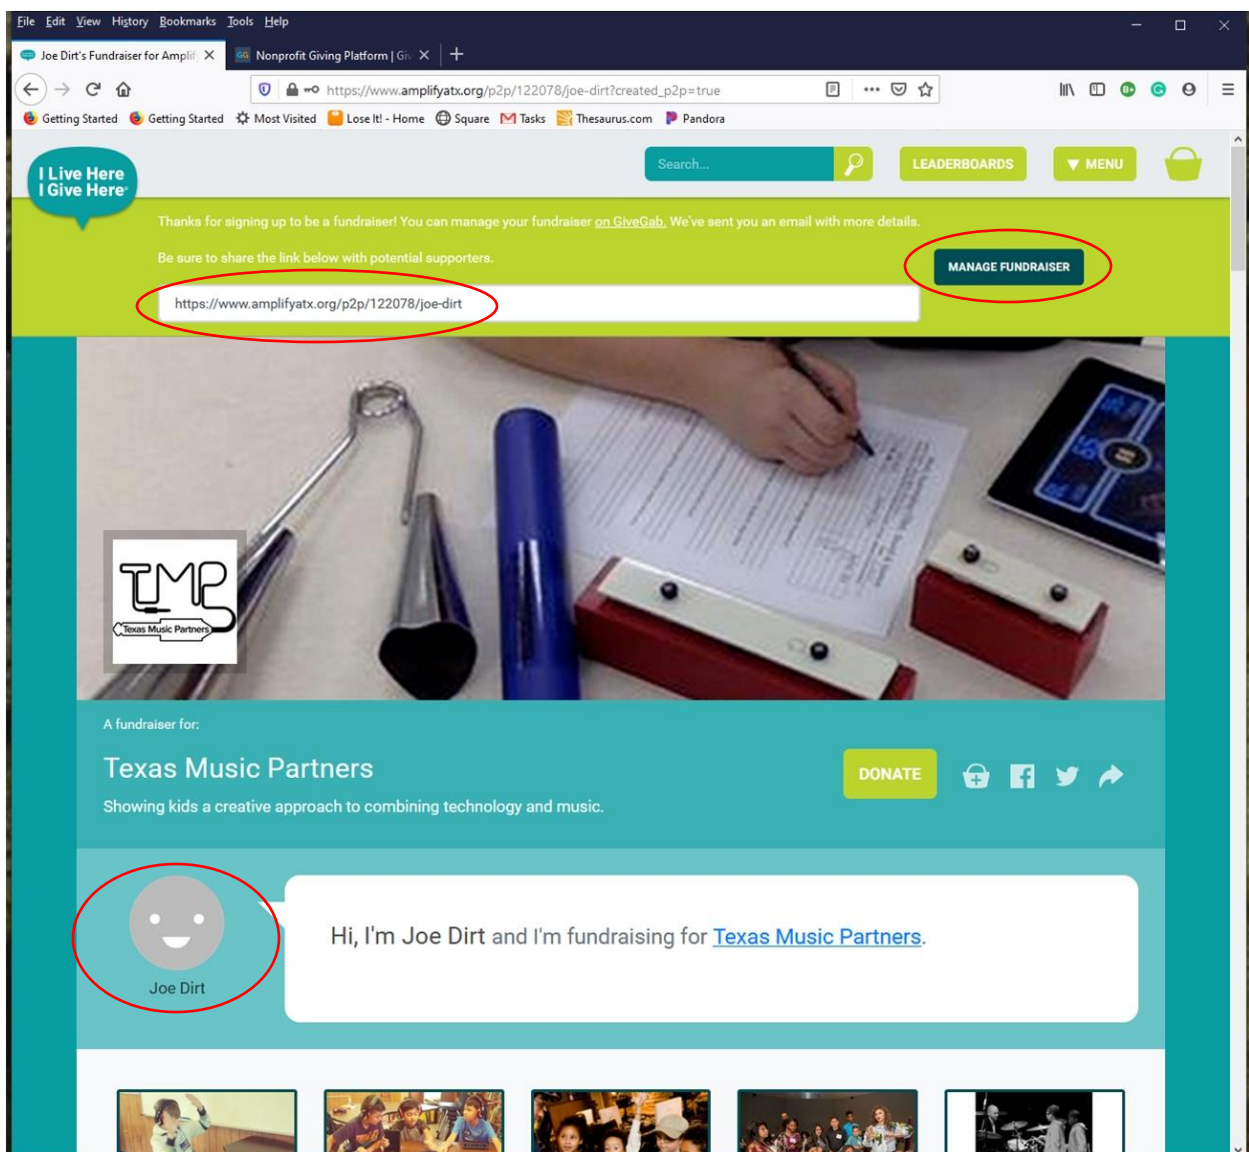 File Edit View History Bookmarks Tools Help
Joe Dirt's Fundraiser for Amplify
GG Nonprofit Giving Platform | Giv
https://www.amplifyatx.org/p2p/122078/joe-dirt?created_p2p=true
Getting Started Getting Started Most Visited Lose It! - Home Square Tasks Thesaurus.com Pandora
I Live Here
I Give Here
Search...
LEADERBOARDS
MENU
Thanks for signing up to be a fundraiser! You can manage your fundraiser on GiveGab. We've sent you an email with more details.
Be sure to share the link below with potential supporters.
MANAGE FUNDRAISER
https://www.amplifyatx.org/p2p/122078/joe-dirt
TMP
Texas Music Partners
A fundraiser for:
Texas Music Partners
DONATE
Showing kids a creative approach to combining technology and music.
Hi, I'm Joe Dirt and I'm fundraising for Texas Music Partners.
Joe Dirt